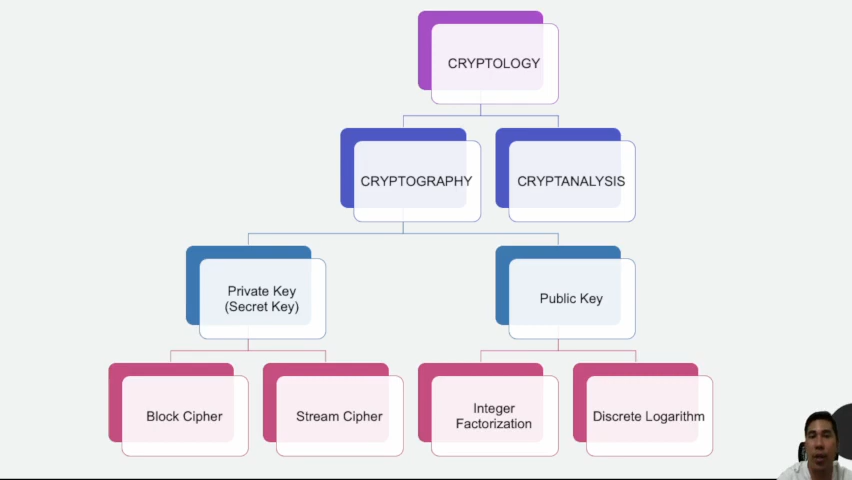 CRYPTOLOGY
CRYPTOGRAPHY
CRYPTANALYSIS
Private Key
(Secret Key)
Public Key
Block Cipher
Stream Cipher
Integer
Factorization
Discrete Logarithm